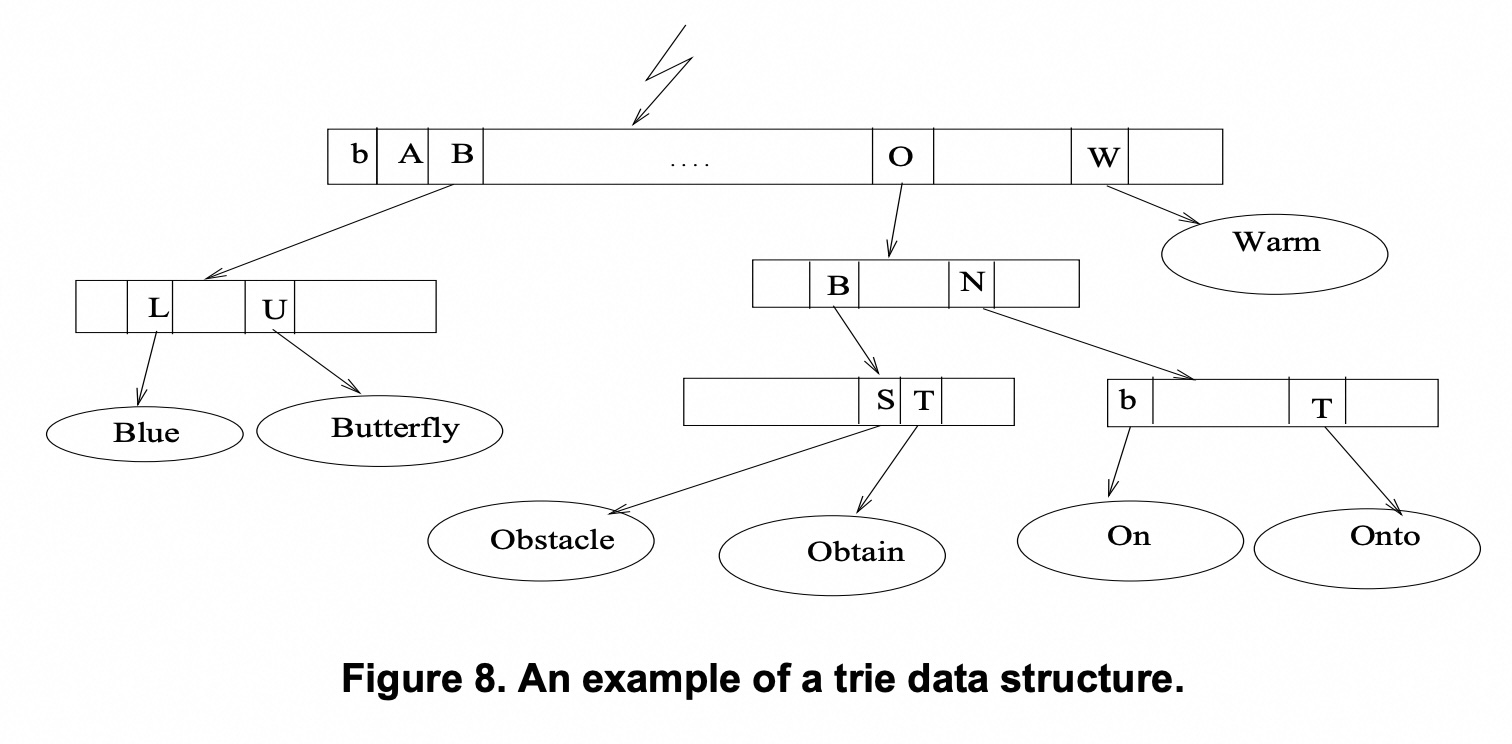 b A B .... O W
Warm
B N
L U
S T
b T
Blue Butterfly
Obstacle Obtain On Onto
Figure 8. An example of a trie data structure.